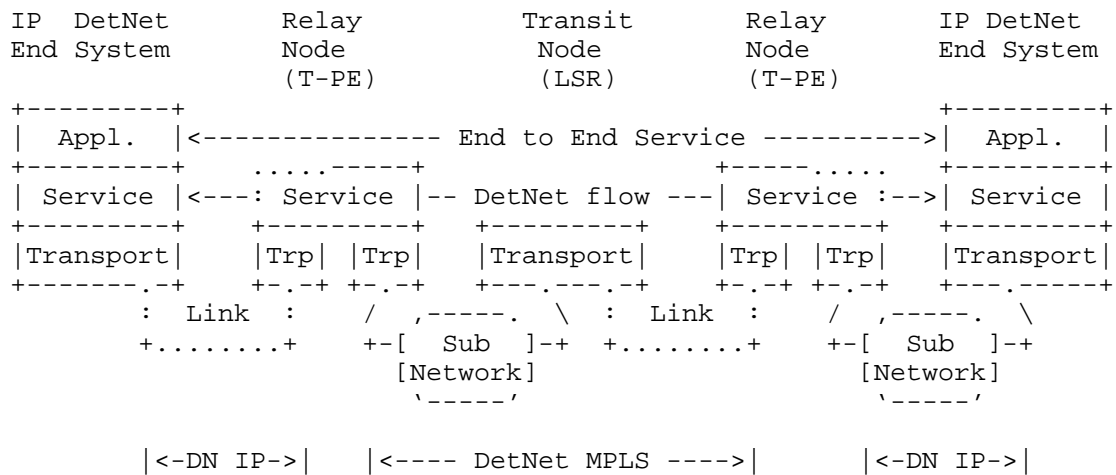 IP DetNet Relay Transit Relay IP DetNet
End System Node Node Node End System
(T-PE) (LSR) (T-PE)
+---------+ +---------+
| Appl. |<--------------- End to End Service ---------->| Appl. |
+---------+ .....-----+ +-----..... +---------+
| Service |<---: Service |-- DetNet flow ---| Service :-->| Service |
+---------+ +---------+ +---------+ +---------+ +---------+
|Transport| |Trp| |Trp| |Transport| |Trp| |Trp| |Transport|
+-------.-+ +-.-+ +-.-+ +---.---.-+ +-.-+ +-.-+ +---.-----+
: Link : / ,-----. \ : Link : / ,-----. \
+........+ +-[ Sub ]-+ +........+ +-[ Sub ]-+
[Network] [Network]
`-----' `-----'
|<-DN IP->| |<---- DetNet MPLS ---->| |<-DN IP->|